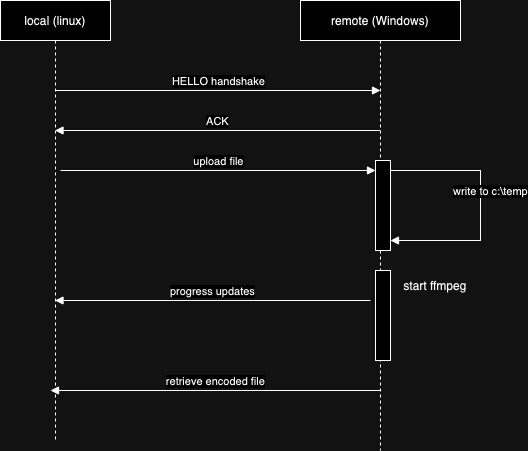 local (linux)
remote (Windows)
HELLO handshake
ACK
upload file
write to c:\temp
start ffmpeg
progress updates
retrieve encoded file